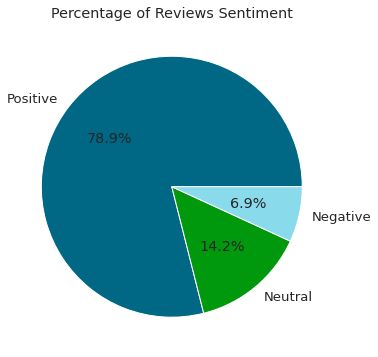 Percentage of Reviews Sentiment
Positive
78.9%
6.9%
Negative
14.2%
Neutral